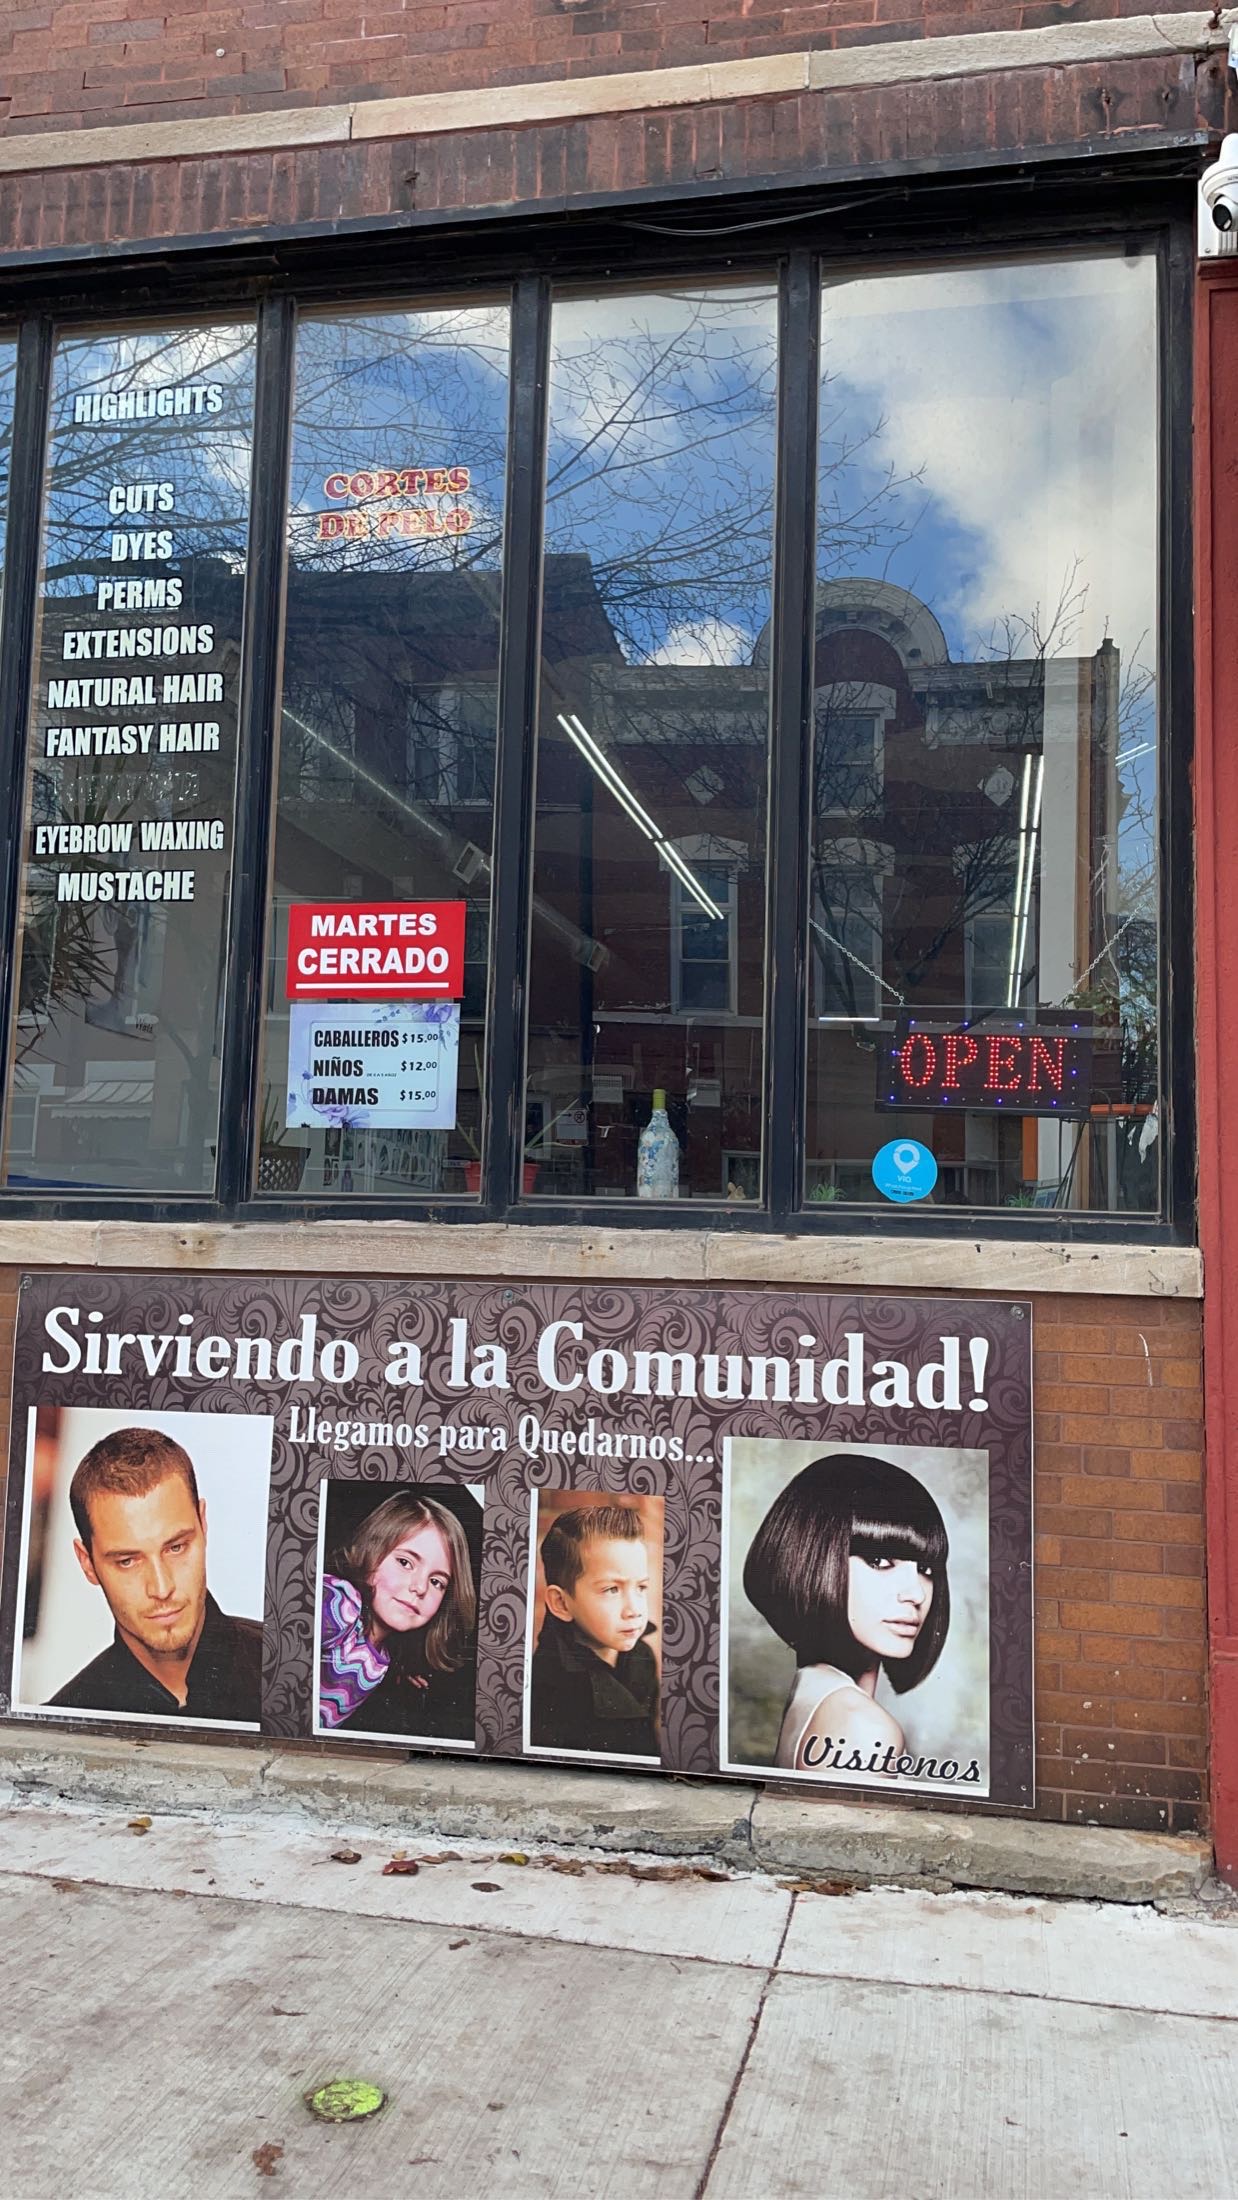 HIGHLIGHTS
CUTS
DYES
PERMS
EXTENSIONS
NATURAL HAIR
FANTASY HAIR
EYEBROW WAXING
MUSTACHE
CORTES
DE PELO
MARTES
CERRADO
CABALLEROS $15.00
NIÑOS $12.00
DAMAS $15.00
OPEN
VIA
Sirviendo a la Comunidad!
Llegamos para Quedarnos...
Visitenos